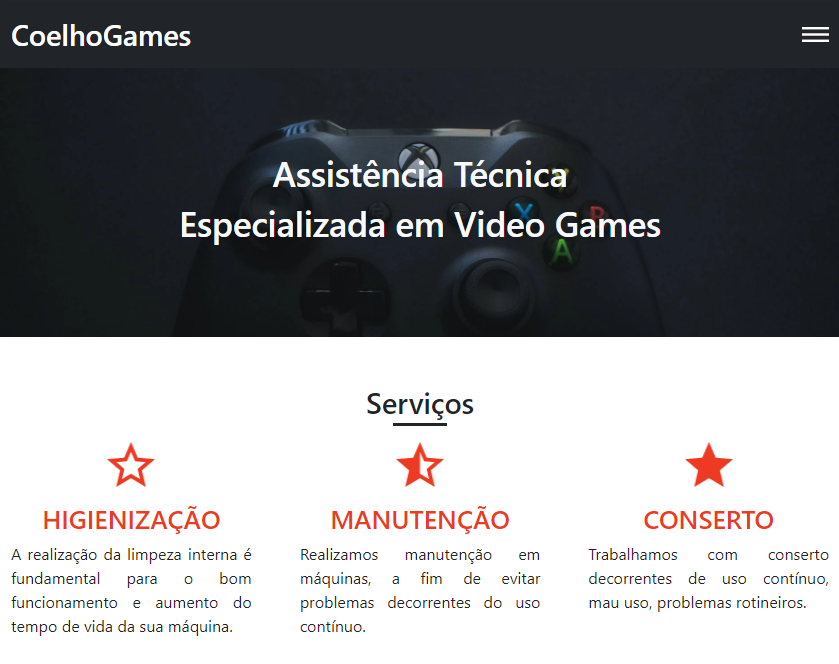 CoelhoGames
Assistência Técnica
Especializada em Video Games
X
Y
B
A
Serviços
HIGIENIZAÇÃO
A realização da limpeza interna é
fundamental para o bom
funcionamento e aumento do
tempo de vida da sua máquina.
MANUTENÇÃO
Realizamos manutenção em
máquinas, a fim de evitar
problemas decorrentes do uso
contínuo.
CONSERTO
Trabalhamos com conserto
decorrentes de uso contínuo,
mau uso, problemas rotineiros.